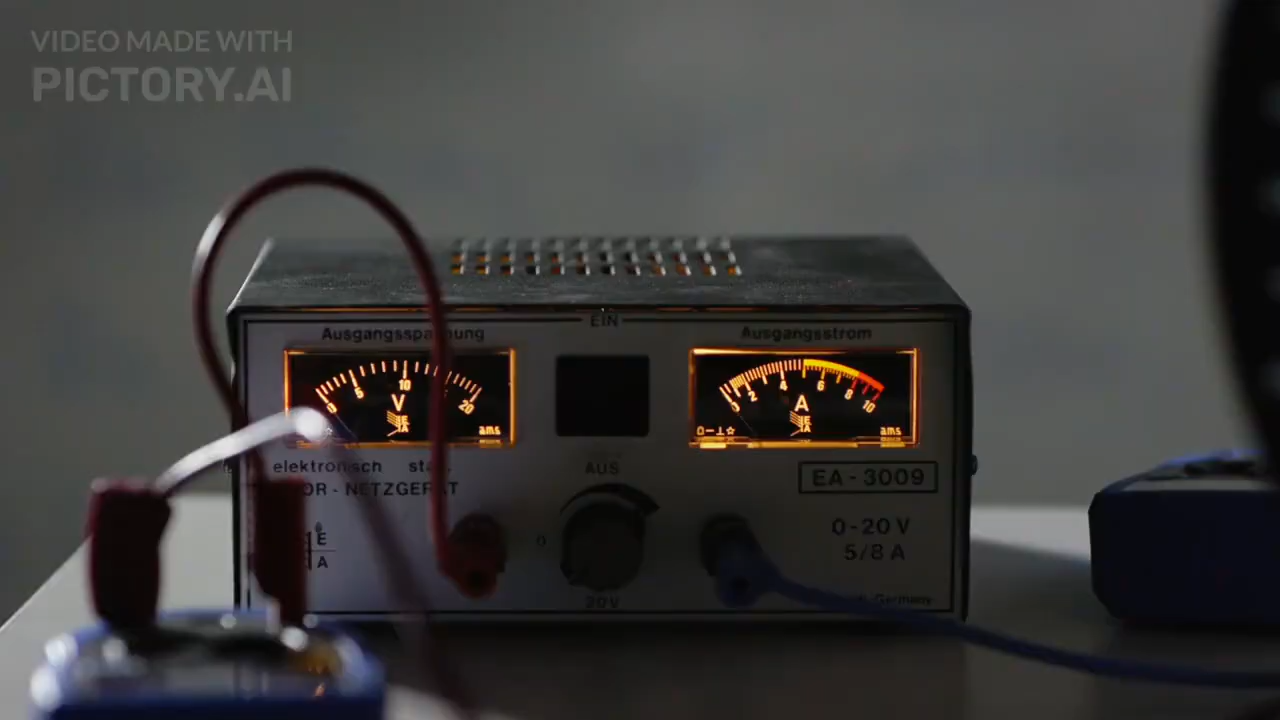 VIDEO MADE WITH
PICTORY.AI
EIN
Ausgangsspannung
Ausgangsstrom
0 5 10 20
V
ams
0 2 4 6 8 10
A
ams
elektronisch
AUS
NETZGERÄT
EA-3009
0
0-20 V
5/8 A
20V
Germany